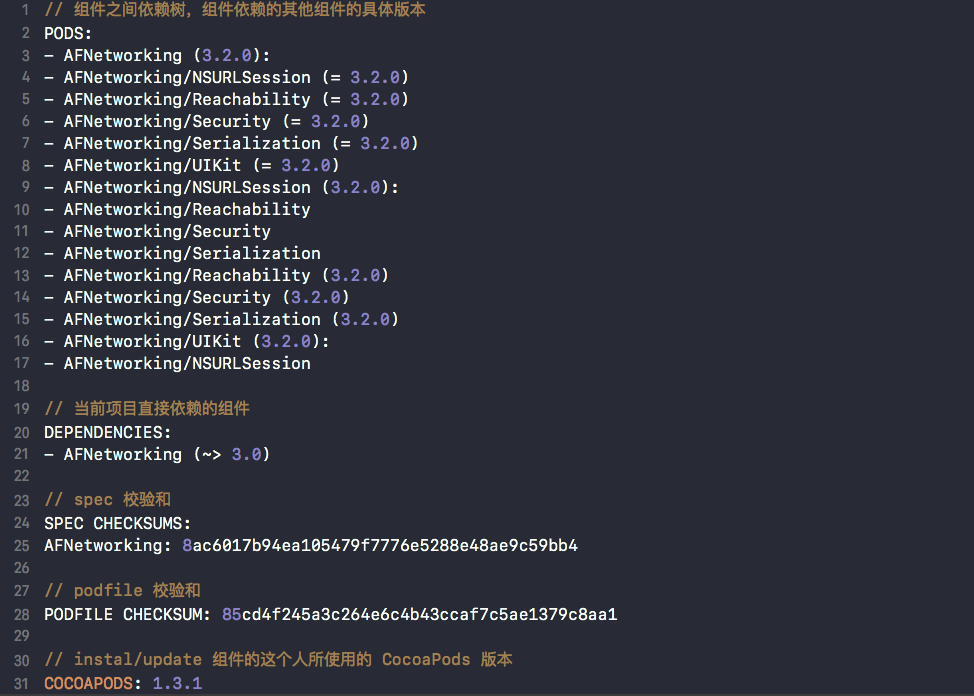 1 // 组件之间依赖树，组件依赖的其他组件的具体版本
2 PODS:
3 - AFNetworking (3.2.0):
4 - AFNetworking/NSURLSession (= 3.2.0)
5 - AFNetworking/Reachability (= 3.2.0)
6 - AFNetworking/Security (= 3.2.0)
7 - AFNetworking/Serialization (= 3.2.0)
8 - AFNetworking/UIKit (= 3.2.0)
9 - AFNetworking/NSURLSession (3.2.0):
10 - AFNetworking/Reachability
11 - AFNetworking/Security
12 - AFNetworking/Serialization
13 - AFNetworking/Reachability (3.2.0)
14 - AFNetworking/Security (3.2.0)
15 - AFNetworking/Serialization (3.2.0)
16 - AFNetworking/UIKit (3.2.0):
17 - AFNetworking/NSURLSession
18
19 // 当前项目直接依赖的组件
20 DEPENDENCIES:
21 - AFNetworking (~> 3.0)
22
23 // spec 校验和
24 SPEC CHECKSUMS:
25 AFNetworking: 8ac6017b94ea105479f7776e5288e48ae9c59bb4
26
27 // podfile 校验和
28 PODFILE CHECKSUM: 85cd4f245a3c264e6c4b43ccaf7c5ae1379c8aa1
29
30 // instal/update 组件的这个人所使用的 CocoaPods 版本
31 COCOAPODS: 1.3.1